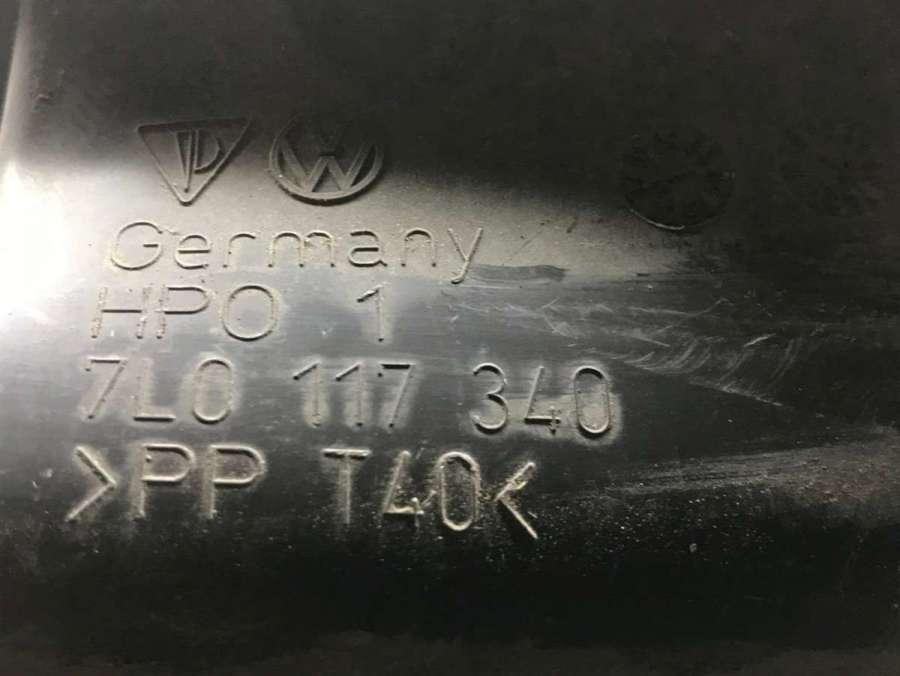 Germany
HPO 1
7L0 117 340
>PP T40<